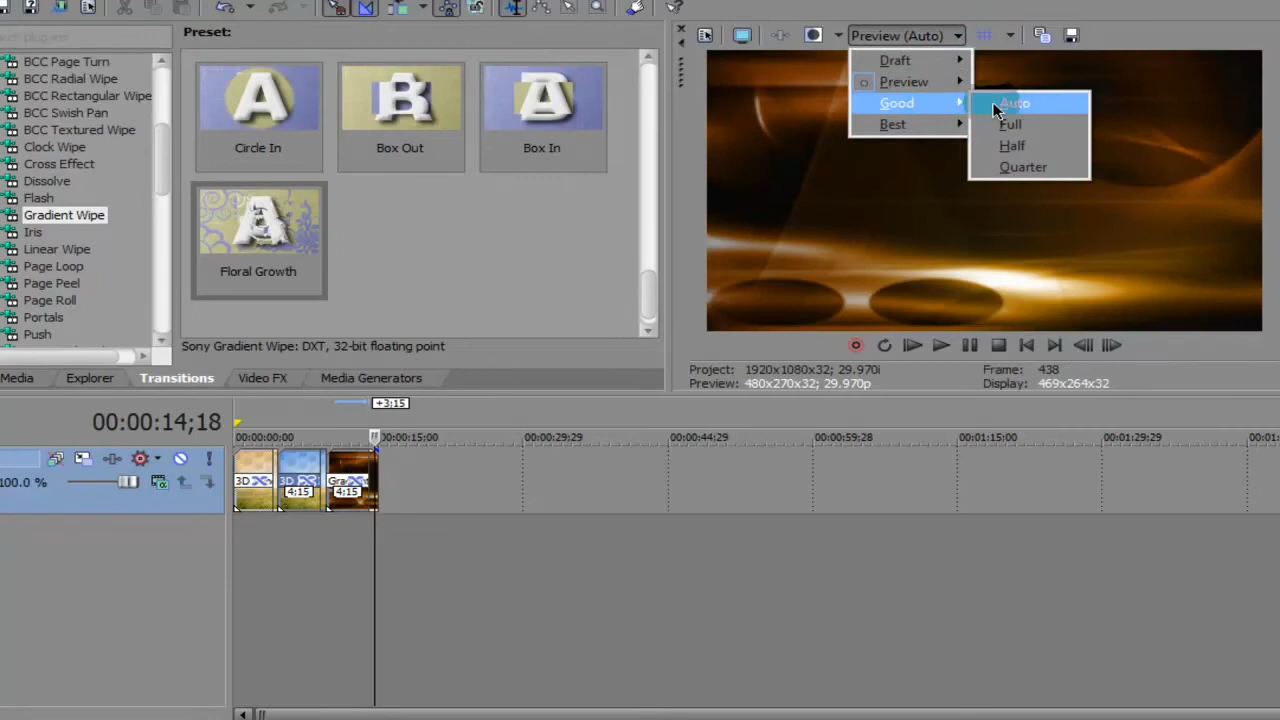 Preset:
Preview (Auto)
Draft
Preview
Good
Best
Auto
Full
Half
Quarter
BCC Page Turn
BCC Radial Wipe
BCC Rectangular Wipe
BCC Swish Pan
BCC Textured Wipe
Clock Wipe
Cross Effect
Dissolve
Flash
Gradient Wipe
Iris
Linear Wipe
Page Loop
Page Peel
Page Roll
Portals
Push
Circle In
Box Out
Box In
Floral Growth
Sony Gradient Wipe: DXT, 32-bit floating point
Media
Explorer
Transitions
Video FX
Media Generators
Project: 1920x1080x32; 29.970i
Frame: 438
Preview: 480x270x32; 29.970p
Display: 469x264x32
+3;15
00:00:14;18
00:00:00;00
00:00:15;00
00:00:29;29
00:00:44;29
00:00:59;28
00:01:15;00
00:01:29;29
00:01:
100.0 %
3D
3D
Gra
4;15
4;15